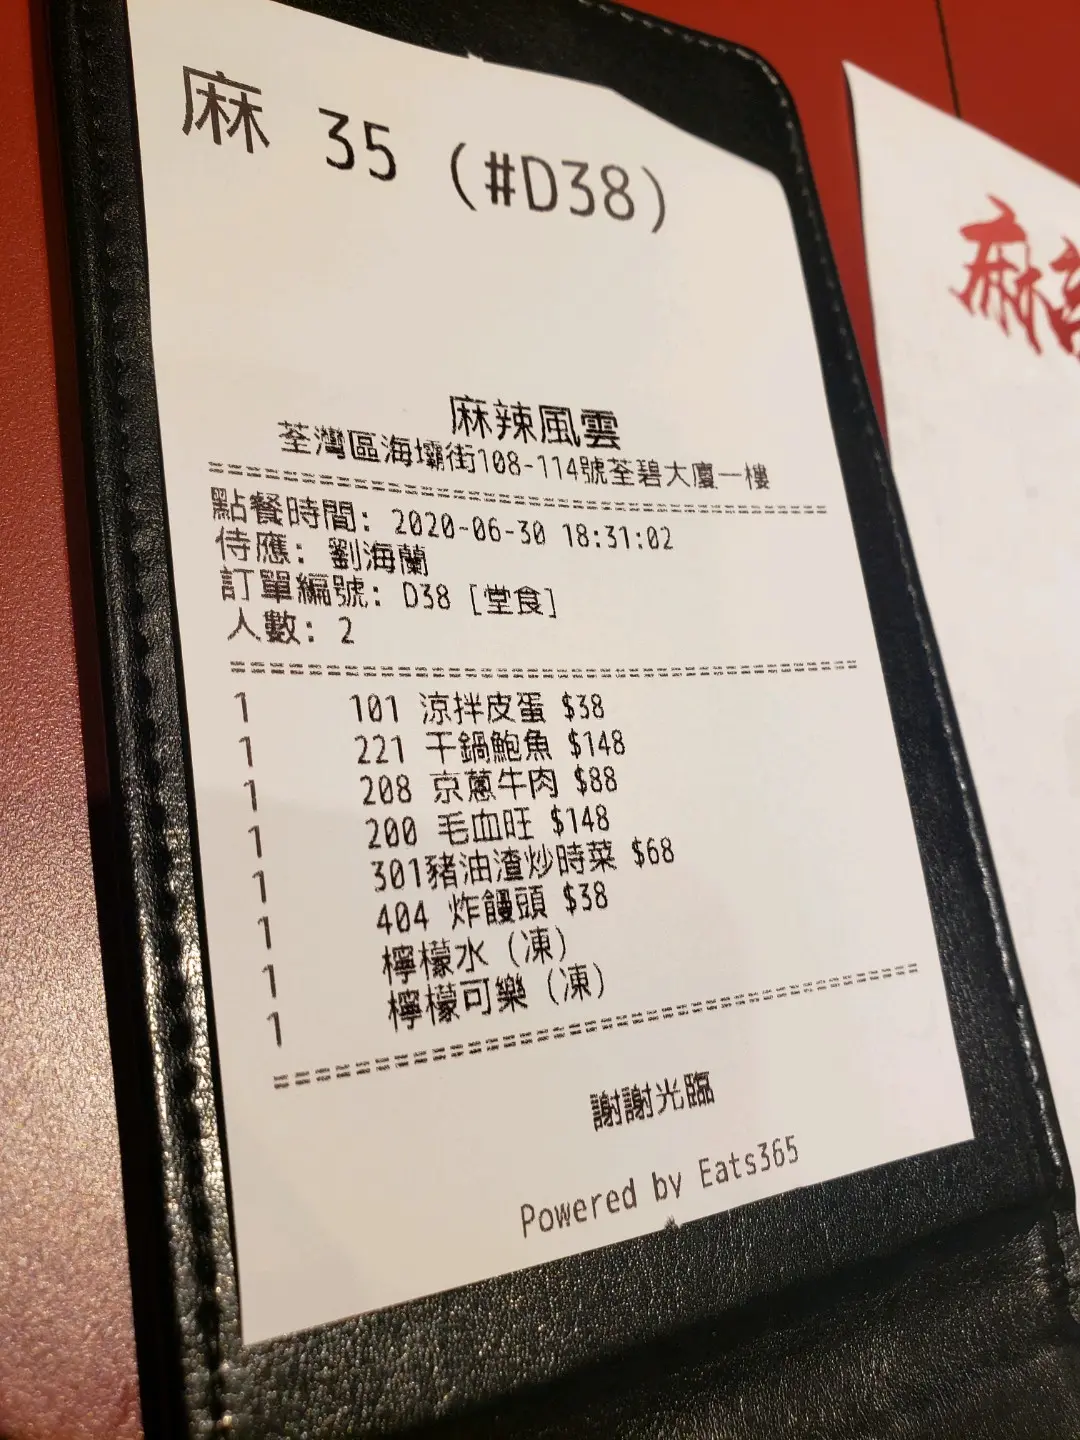 麻 35 (#D38)
麻辣風雲
荃灣區海壩街108-114號荃碧大廈一樓
點餐時間: 2020-06-30 18:31:02
侍應: 劉海蘭
訂單編號: D38 [堂食]
人數: 2
1 101 涼拌皮蛋 $38
1 221 干鍋鮑魚 $148
1 208 京蔥牛肉 $88
1 200 毛血旺 $148
1 301豬油渣炒時菜 $68
1 404 炸饅頭 $38
1 檸檬水 (凍)
1 檸檬可樂 (凍)
謝謝光臨
Powered by Eats365
麻